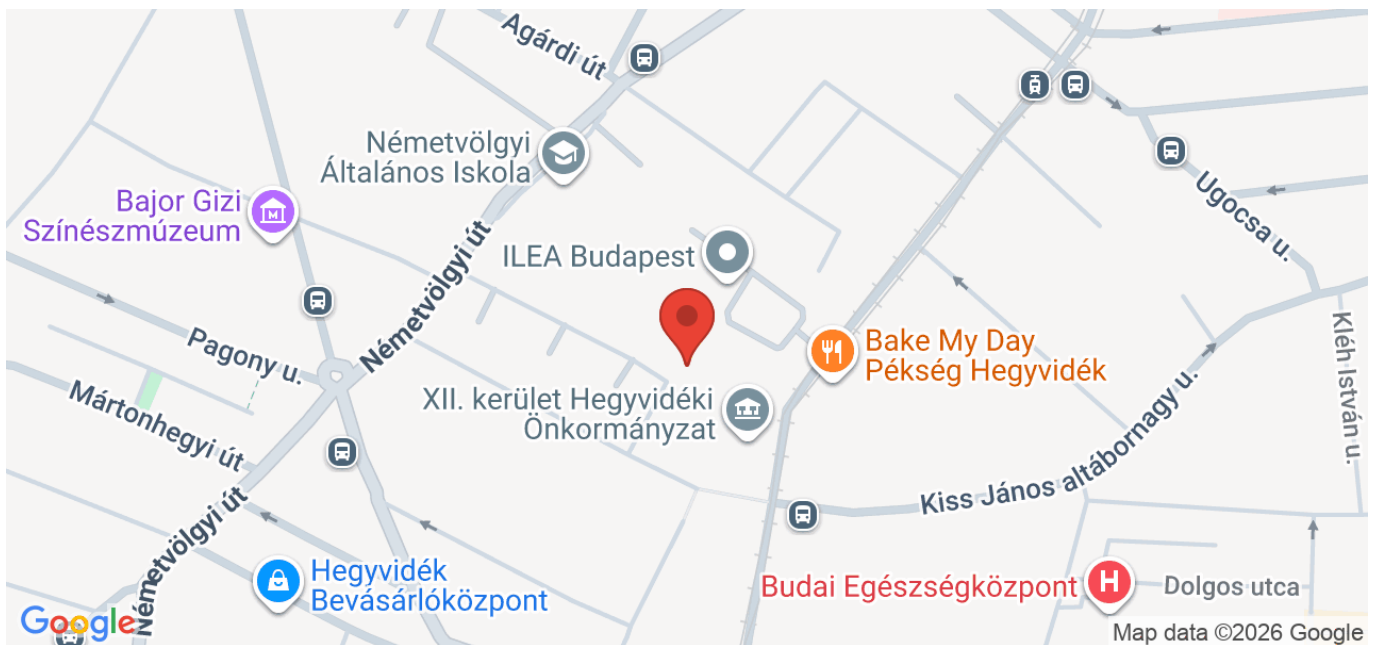 Agárdi út
Németvölgyi
Általános Iskola
Bajor Gizi
Színészmúzeum
Ugocsa u.
Németvölgyi út
ILEA Budapest
Pagony u.
Kléh István u.
Bake My Day
Pékség Hegyvidék
Mártonhegyi út
XII. kerület Hegyvidéki
Önkormányzat
Kiss János altábornagy u.
Németvölgyi út
Hegyvidék
Bevásárlóközpont
Budai Egészségközpont
H
Dolgos utca
Google
Map data ©2026 Google